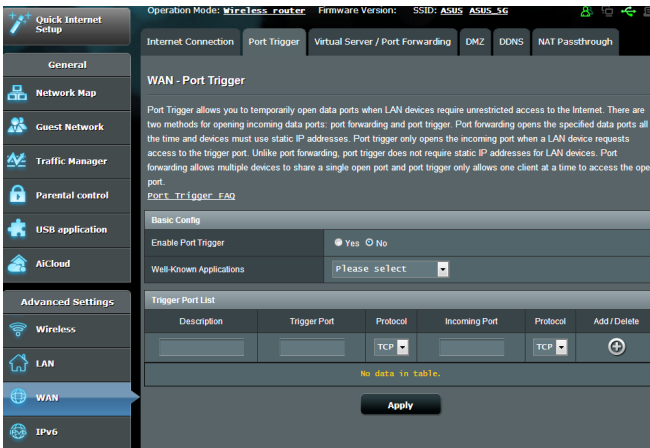 Operation Mode: Wireless router Firmware Version: SSID: ASUS ASUS_5G
Quick Internet
Setup
Internet Connection Port Trigger Virtual Server / Port Forwarding DMZ DDNS NAT Passthrough
General
Network Map
Guest Network
Traffic Manager
Parental control
USB application
AiCloud
Advanced Settings
Wireless
LAN
WAN
IPv6
WAN - Port Trigger
Port Trigger allows you to temporarily open data ports when LAN devices require unrestricted access to the Internet. There are
two methods for opening incoming data ports: port forwarding and port trigger. Port forwarding opens the specified data ports all
the time and devices must use static IP addresses. Port trigger only opens the incoming port when a LAN device requests
access to the trigger port. Unlike port forwarding, port trigger does not require static IP addresses for LAN devices. Port
forwarding allows multiple devices to share a single open port and port trigger only allows one client at a time to access the ope
port.
Port Trigger FAQ
Basic Config
Enable Port Trigger Yes No
Well-Known Applications Please select
Trigger Port List
Description Trigger Port Protocol Incoming Port Protocol Add / Delete
TCP TCP
No data in table.
Apply